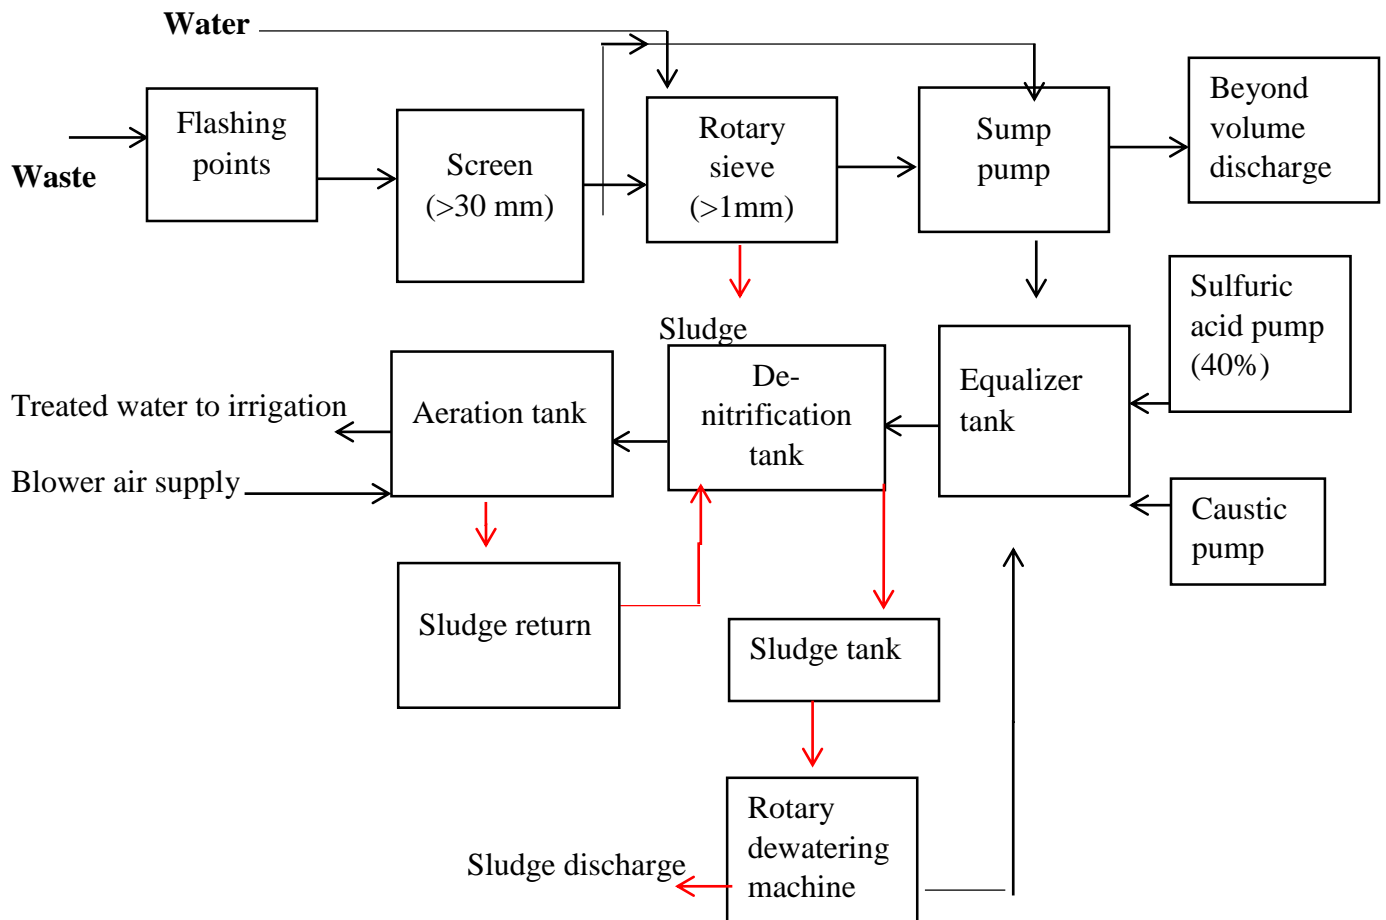 Water
Waste
Flashing
points
Screen
(>30 mm)
Rotary
sieve
(>1mm)
Sump
pump
Beyond
volume
discharge
Sulfuric
acid pump
(40%)
Sludge
Treated water to irrigation
Blower air supply
Aeration tank
De-
nitrification
tank
Equalizer
tank
Caustic
pump
Sludge return
Sludge tank
Sludge discharge
Rotary
dewatering
machine